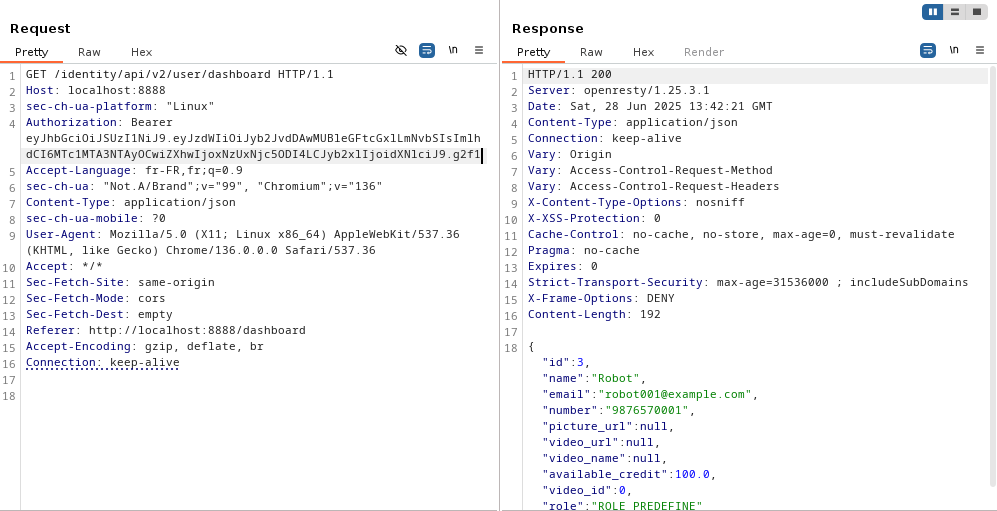 Request
Pretty Raw Hex
\n
1 GET /identity/api/v2/user/dashboard HTTP/1.1
2 Host: localhost:8888
3 sec-ch-ua-platform: "Linux"
4 Authorization: Bearer
eyJhbGciOiJSUzI1NiJ9.eyJzdWIiOiJyb2JvdDAwMUBleGFtcGxlLmNvbSIsImlh
dCI6MTc1MTA3NTAyOCwiZXhwIjoxNzUxNjc5ODI4LCJyb2xlIjoidXNlciJ9.g2f1
5 Accept-Language: fr-FR,fr;q=0.9
6 sec-ch-ua: "Not.A/Brand";v="99", "Chromium";v="136"
7 Content-Type: application/json
8 sec-ch-ua-mobile: ?0
9 User-Agent: Mozilla/5.0 (X11; Linux x86_64) AppleWebKit/537.36
(KHTML, like Gecko) Chrome/136.0.0.0 Safari/537.36
10 Accept: */*
11 Sec-Fetch-Site: same-origin
12 Sec-Fetch-Mode: cors
13 Sec-Fetch-Dest: empty
14 Referer: http://localhost:8888/dashboard
15 Accept-Encoding: gzip, deflate, br
16 Connection: keep-alive
17
18
Response
Pretty Raw Hex Render
\n
1 HTTP/1.1 200
2 Server: openresty/1.25.3.1
3 Date: Sat, 28 Jun 2025 13:42:21 GMT
4 Content-Type: application/json
5 Connection: keep-alive
6 Vary: Origin
7 Vary: Access-Control-Request-Method
8 Vary: Access-Control-Request-Headers
9 X-Content-Type-Options: nosniff
10 X-XSS-Protection: 0
11 Cache-Control: no-cache, no-store, max-age=0, must-revalidate
12 Pragma: no-cache
13 Expires: 0
14 Strict-Transport-Security: max-age=31536000 ; includeSubDomains
15 X-Frame-Options: DENY
16 Content-Length: 192
17
18 {
"id":3,
"name":"Robot",
"email":"robot001@example.com",
"number":"9876570001",
"picture_url":null,
"video_url":null,
"video_name":null,
"available_credit":100.0,
"video_id":0,
"role":"ROLE_PREDEFINE"